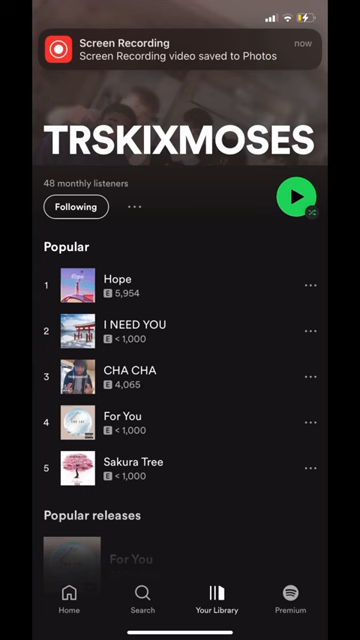 Screen Recording
now
Screen Recording video saved to Photos
TRSKIXMOSES
48 monthly listeners
Following
Popular
1
Hope
E 5,954
2
I NEED YOU
E < 1,000
3
CHA CHA
E 4,065
4
For You
E < 1,000
5
Sakura Tree
E < 1,000
Popular releases
For You
Home
Search
Your Library
Premium